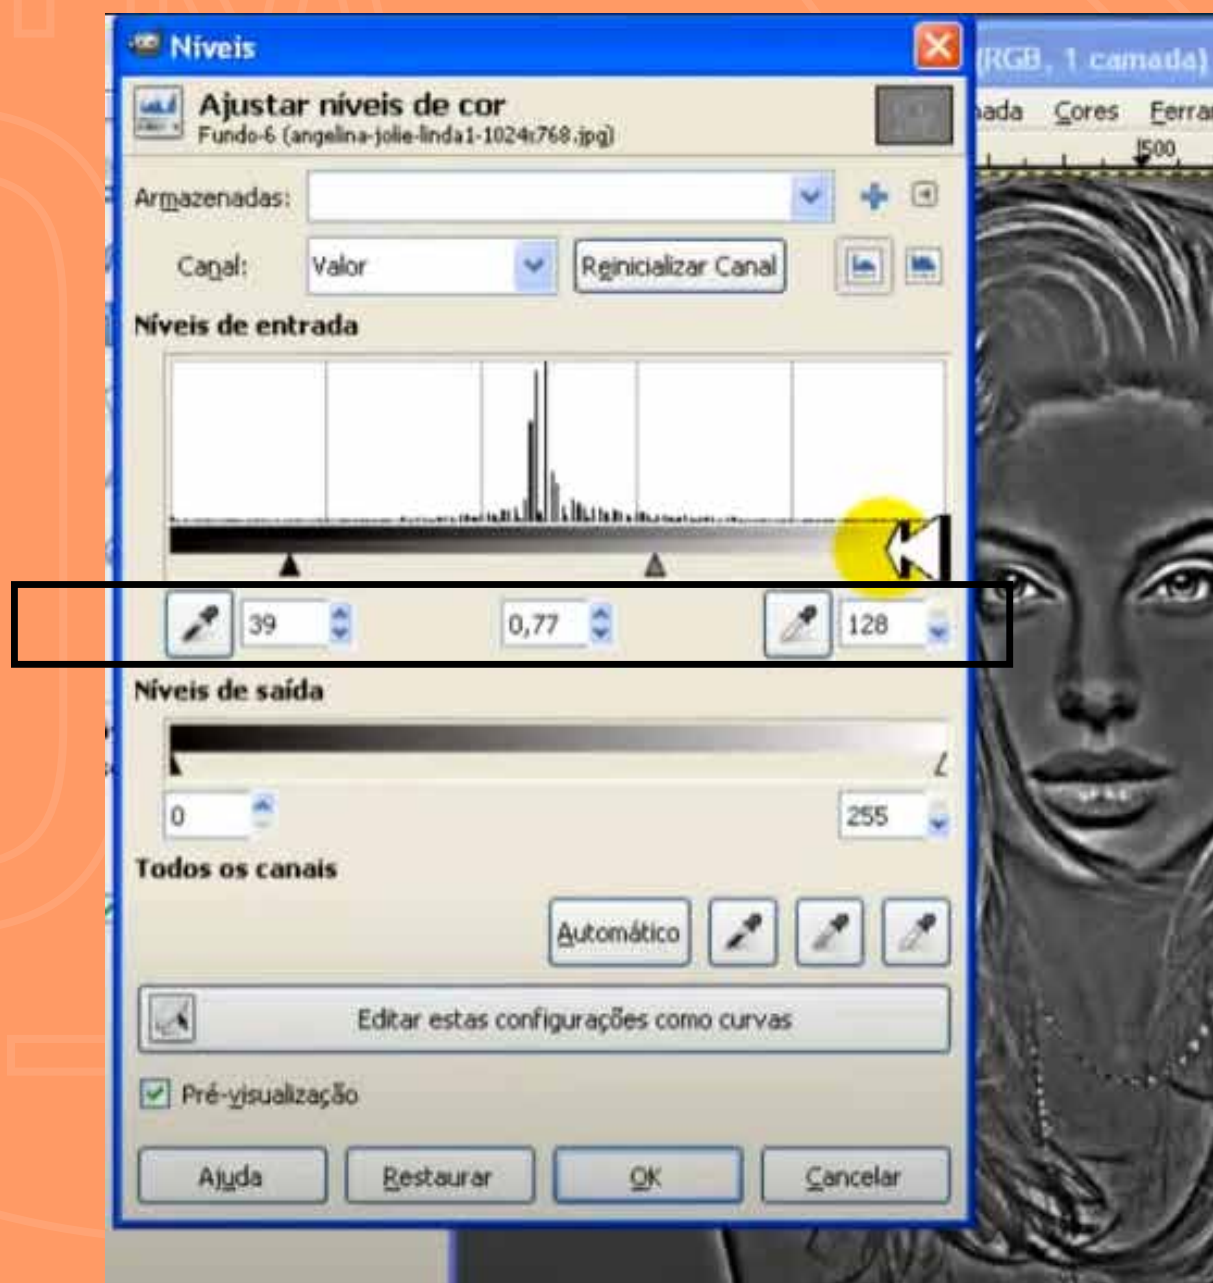 Níveis
(RGB, 1 camada)
Ajustar níveis de cor
Fundo-6 (angelina-jolie-linda1-1024x768.jpg)
Cores
500
Armazenadas:
Canal: Valor Reinicializar Canal
Níveis de entrada
39 0,77 128
Níveis de saída
0 255
Todos os canais
Automático
Editar estas configurações como curvas
Pré-visualização
Ajuda Restaurar OK Cancelar